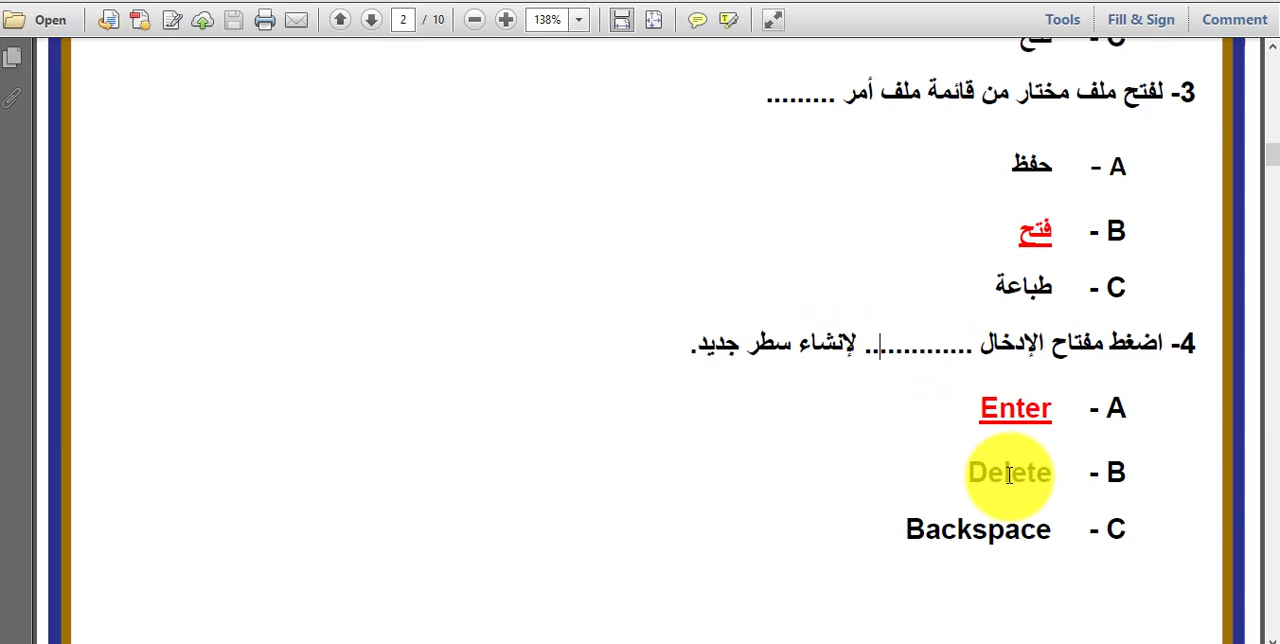 Open
2 / 10
138%
Tools
Fill & Sign
Comment
C - فتح
3- لفتح ملف مختار من قائمة ملف أمر .........
A - حفظ
B - فتح
C - طباعة
4- اضغط مفتاح الإدخال ............. لإنشاء سطر جديد.
A - Enter
B - Delete
C - Backspace